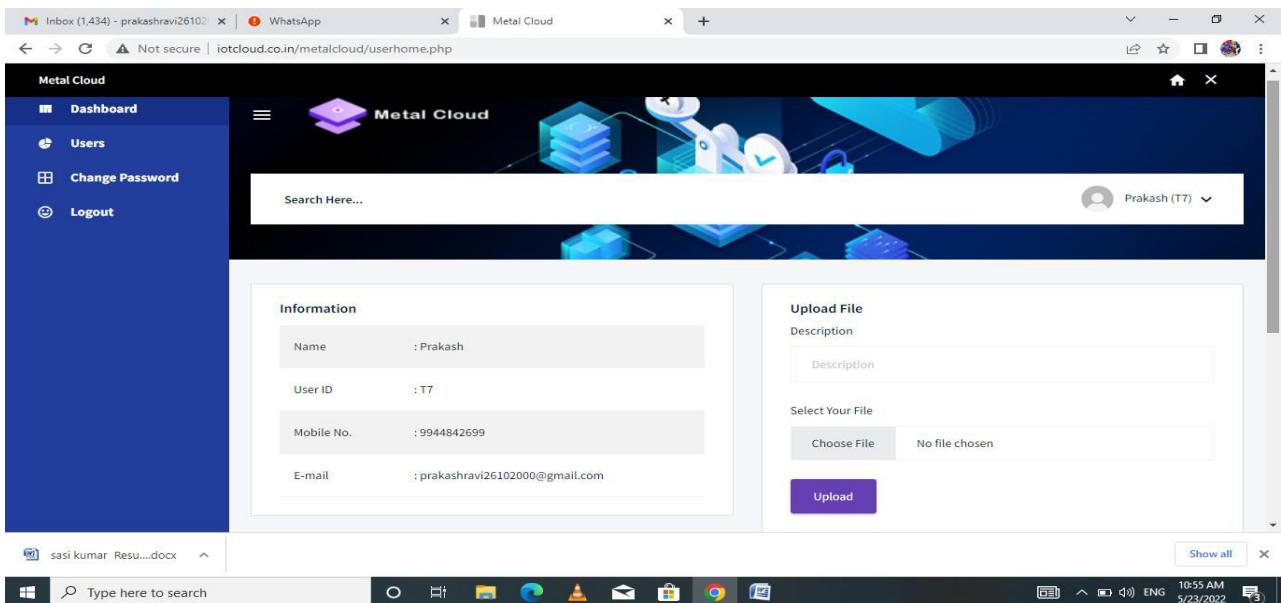 Inbox (1,434) - prakashravi26102 WhatsApp Metal Cloud
Not secure | iotcloud.co.in/metalcloud/userhome.php
Metal Cloud
Dashboard
Users
Change Password
Logout
Metal Cloud
Search Here...
Prakash (T7)
Information
Name : Prakash
User ID : T7
Mobile No. : 9944842699
E-mail : prakashravi26102000@gmail.com
Upload File
Description
Description
Select Your File
Choose File No file chosen
Upload
sasi kumar Resu....docx
Show all
Type here to search
ENG
10:55 AM
5/23/2022
3